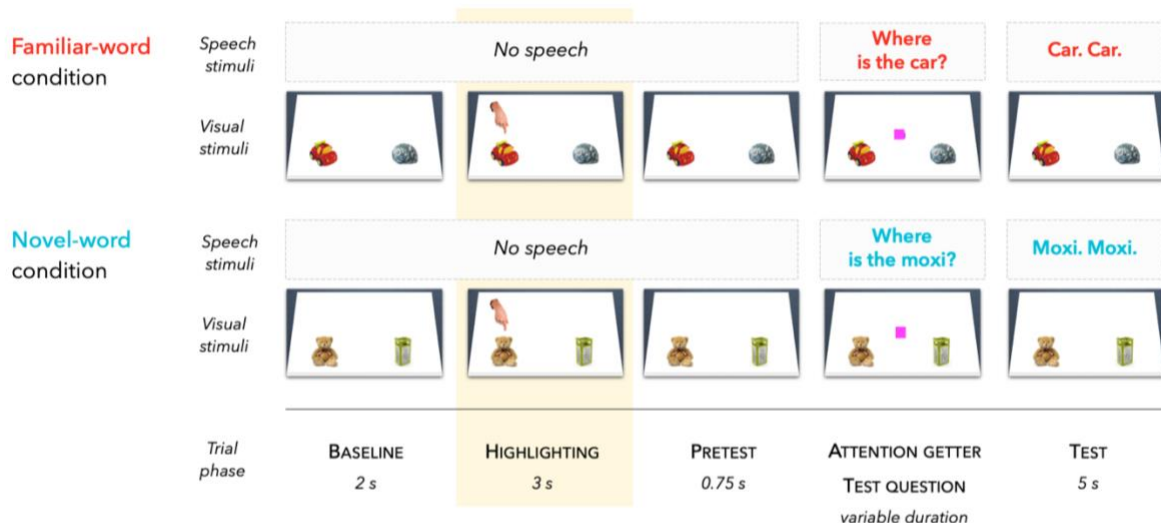 Familiar-word
condition
Speech
stimuli
No speech
Where
is the car?
Car. Car.
Visual
stimuli
Novel-word
condition
Speech
stimuli
No speech
Where
is the moxi?
Moxi. Moxi.
Visual
stimuli
Trial
phase
BASELINE
2 s
HIGHLIGHTING
3 s
PRETEST
0.75 s
ATTENTION GETTER
TEST QUESTION
variable duration
TEST
5 s